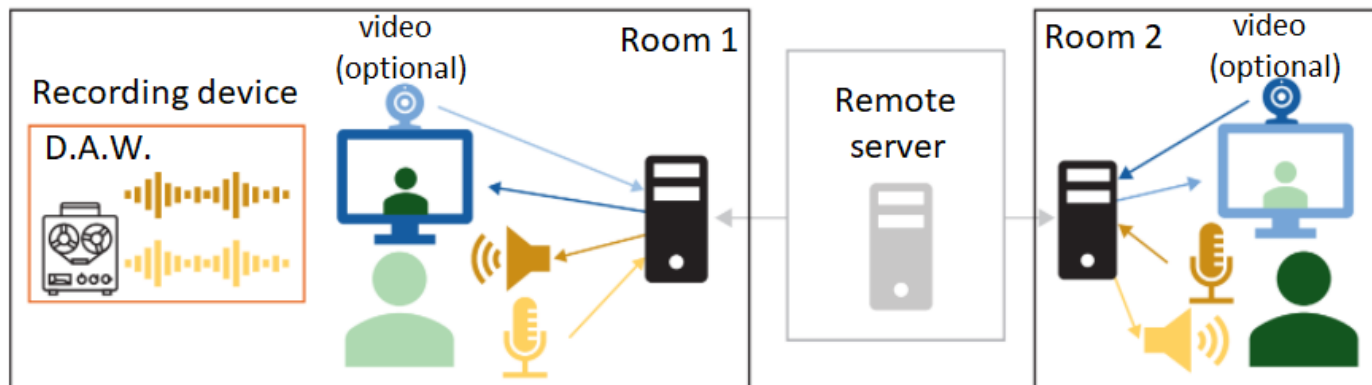 video
(optional)
Room 1
Recording device
D.A.W.
Remote
server
Room 2
video
(optional)